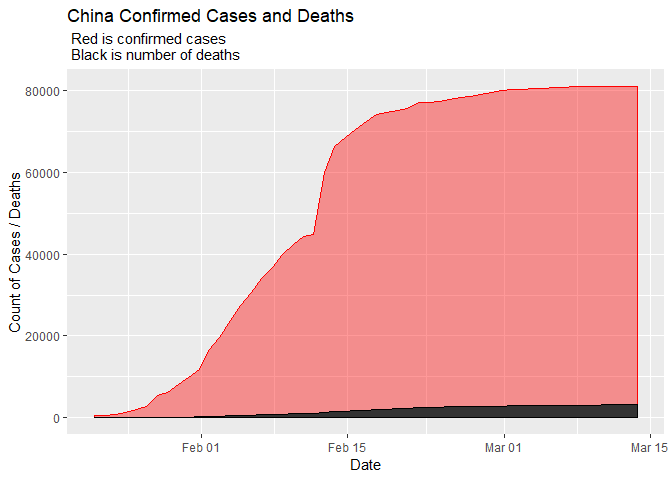 China Confirmed Cases and Deaths
Red is confirmed cases
Black is number of deaths
Count of Cases / Deaths
80000
60000
40000
20000
0
Feb 01
Feb 15
Mar 01
Mar 15
Date